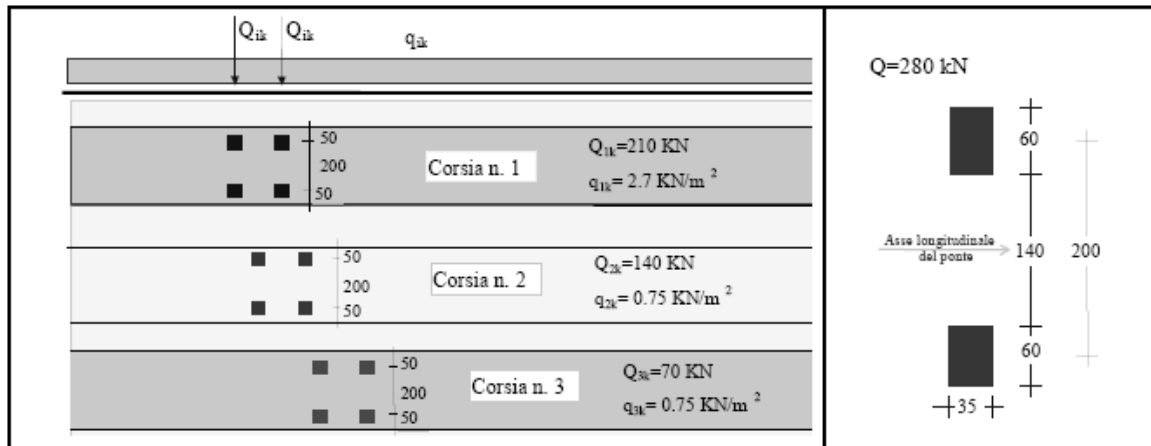 Qik Qik
qik
50
200
50
Corsia n. 1
Q1k=210 KN
q1k= 2.7 KN/m ²
50
200
50
Corsia n. 2
Q2k=140 KN
q2k= 0.75 KN/m ²
50
200
50
Corsia n. 3
Q3k=70 KN
q3k= 0.75 KN/m ²
Q=280 kN
60
Asse longitudinale
del ponte
140 200
60
35